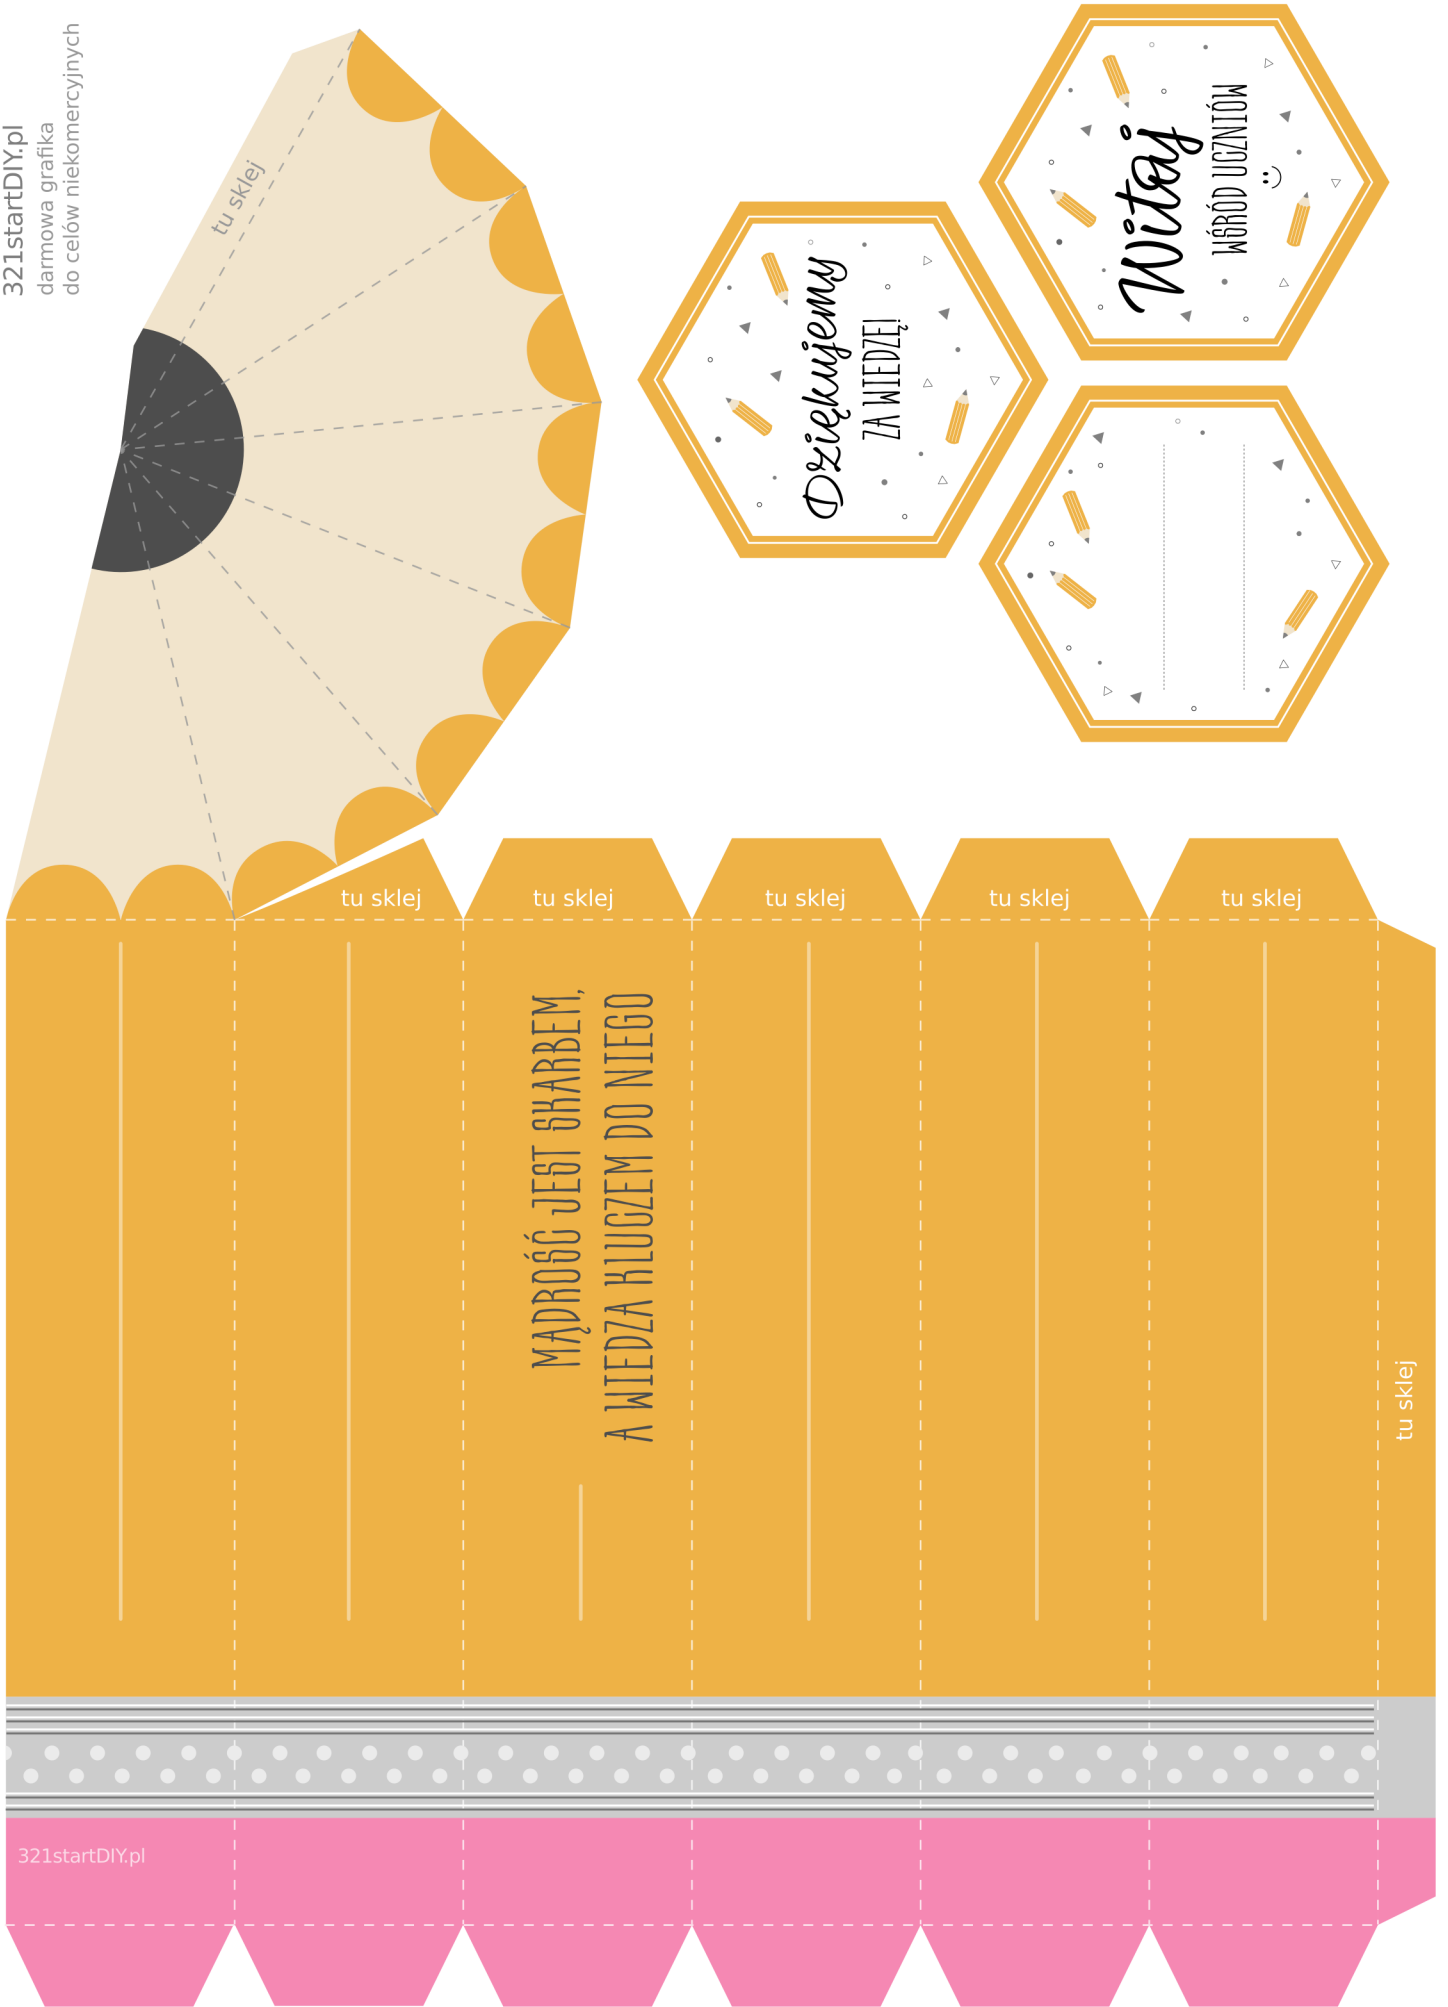 321startDIY.pl
darmowa grafika
do celów niekomercyjnych
tu sklej
Witaj
WŚRÓD UCZNIÓW
Dziękujemy
ZA WIEDZĘ!
tu sklej
tu sklej
tu sklej
tu sklej
tu sklej
MĄDROŚĆ JEST SKARBEM,
A WIEDZA KLUCZEM DO NIEGO
tu sklej
321startDIY.pl